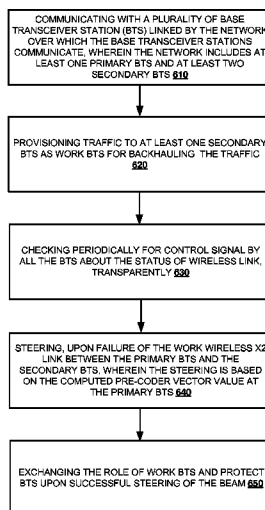 COMMUNICATING WITH A PLURALITY OF BASE
TRANSCEIVER STATION (BTS) LINKED BY THE NETWORK
OVER WHICH THE BASE TRANSCEIVER STATIONS
COMMUNICATE, WHEREIN THE NETWORK INCLUDES AT
LEAST ONE PRIMARY BTS AND AT LEAST TWO
SECONDARY BTS 610
PROVISIONING TRAFFIC TO AT LEAST ONE SECONDARY
BTS AS WORK BTS FOR BACKHAULING THE TRAFFIC
620
CHECKING PERIODICALLY FOR CONTROL SIGNAL BY
ALL THE BTS ABOUT THE STATUS OF WIRELESS LINK,
TRANSPARENTLY 630
STEERING, UPON FAILURE OF THE WORK WIRELESS X2
LINK BETWEEN THE PRIMARY BTS AND THE
SECONDARY BTS, WHEREIN THE STEERING IS BASED
ON THE COMPUTED PRE-CODER VECTOR VALUE AT
THE PRIMARY BTS 640
EXCHANGING THE ROLE OF WORK BTS AND PROTECT
BTS UPON SUCCESSFUL STEERING OF THE BEAM 650